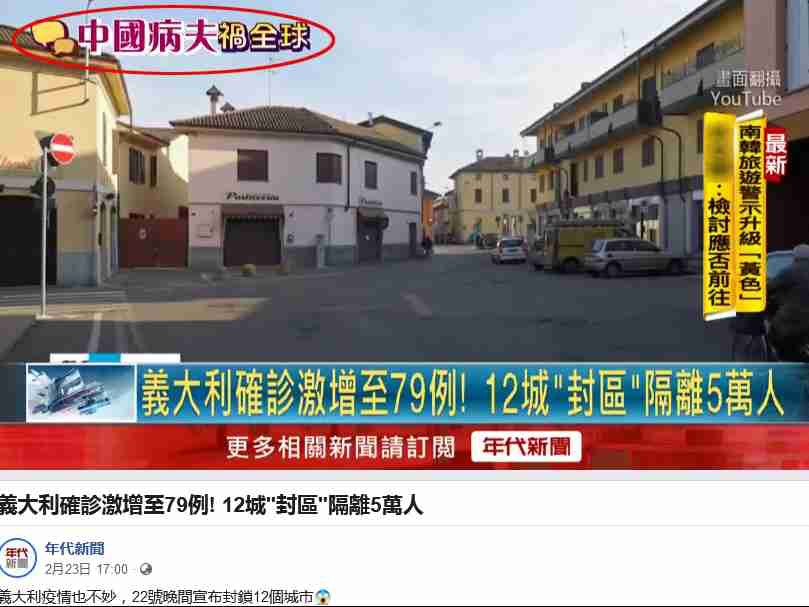 中國病夫禍全球
畫面翻攝
YouTube
最新
南韓旅遊警示升級「黃色」
：檢討應否前往
Pasticceria
義大利確診激增至79例! 12城"封區"隔離5萬人
更多相關新聞請訂閱 年代新聞
義大利確診激增至79例! 12城"封區"隔離5萬人
年代
新聞
年代新聞
2月23日 17:00 ·
義大利疫情也不妙，22號晚間宣布封鎖12個城市😱